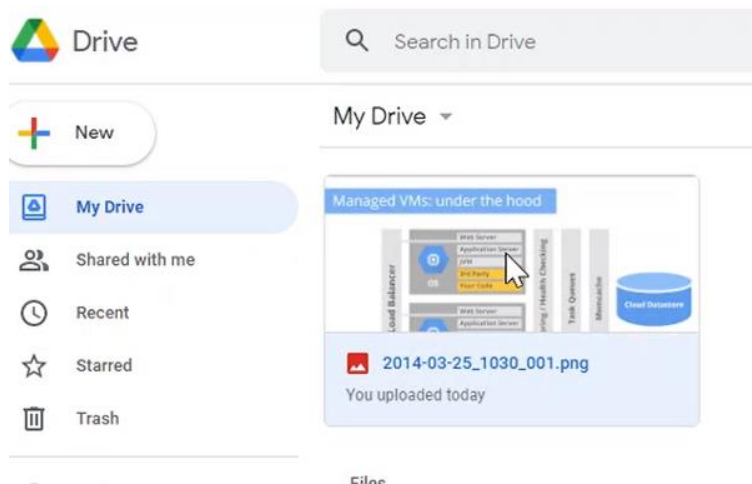 Drive
Search in Drive
New
My Drive
My Drive
Shared with me
Recent
Starred
Trash
Managed VMs: under the hood
Load Balancer
Web Server
Application Server
JVM
3rd Party
Your Code
OS
Web Server
Application Server
Task Queues
Memcache
Cloud Datastore
2014-03-25_1030_001.png
You uploaded today
Files